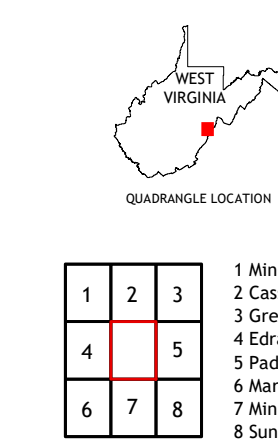 WEST
VIRGINIA
QUADRANGLE LOCATION
1 2 3
4 5
6 7 8
1 Min
2 Cas
3 Gre
4 Edra
5 Pad
6 Mar
7 Min
8 Sun